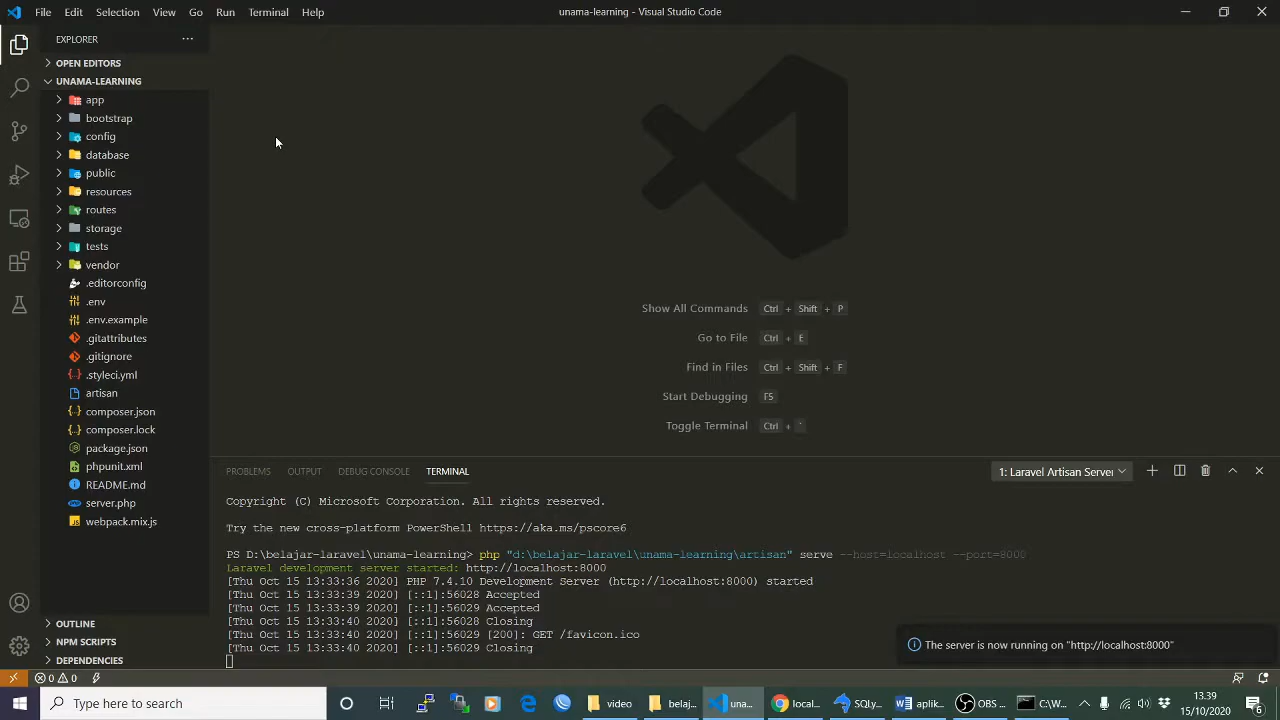 File Edit Selection View Go Run Terminal Help
unama-learning - Visual Studio Code
EXPLORER
OPEN EDITORS
UNAMA-LEARNING
app
bootstrap
config
database
public
resources
routes
storage
tests
vendor
.editorconfig
.env
.env.example
.gitattributes
.gitignore
.styleci.yml
artisan
composer.json
composer.lock
package.json
phpunit.xml
README.md
server.php
webpack.mix.js
OUTLINE
NPM SCRIPTS
DEPENDENCIES
Show All Commands Ctrl + Shift + P
Go to File Ctrl + E
Find in Files Ctrl + Shift + F
Start Debugging F5
Toggle Terminal Ctrl + `
PROBLEMS OUTPUT DEBUG CONSOLE TERMINAL
1: Laravel Artisan Server
Copyright (C) Microsoft Corporation. All rights reserved.
Try the new cross-platform PowerShell https://aka.ms/pscore6
PS D:\belajar-laravel\unama-learning> php "d:\belajar-laravel\unama-learning\artisan" serve --host=localhost --port=8000
Laravel development server started: http://localhost:8000
[Thu Oct 15 13:33:36 2020] PHP 7.4.10 Development Server (http://localhost:8000) started
[Thu Oct 15 13:33:39 2020] [::1]:56028 Accepted
[Thu Oct 15 13:33:39 2020] [::1]:56029 Accepted
[Thu Oct 15 13:33:40 2020] [::1]:56028 Closing
[Thu Oct 15 13:33:40 2020] [::1]:56029 [200]: GET /favicon.ico
[Thu Oct 15 13:33:40 2020] [::1]:56029 Closing
The server is now running on "http://localhost:8000"
0 0
Type here to search
video
belaj...
una...
local...
SQLy...
aplik...
OBS ...
C:\W...
13.39
15/10/2020
6